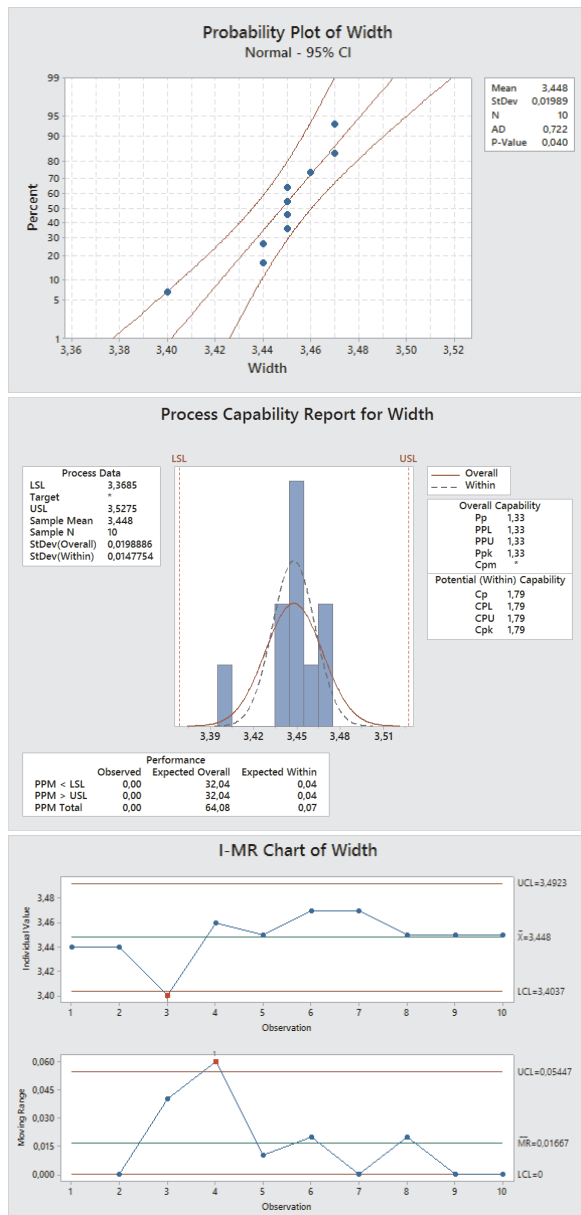 Probability Plot of Width
Normal - 95% CI
99
95
90
80
70
60
50
40
30
20
10
5
1
Percent
3,36 3,38 3,40 3,42 3,44 3,46 3,48 3,50 3,52
Width
Mean 3,448
StDev 0,01989
N 10
AD 0,722
P-Value 0,040
Process Capability Report for Width
LSL USL
Process Data
LSL 3,3685
Target *
USL 3,5275
Sample Mean 3,448
Sample N 10
StDev(Overall) 0,0198886
StDev(Within) 0,0147754
Overall
Within
Overall Capability
Pp 1,33
PPL 1,33
PPU 1,33
Ppk 1,33
Cpm *
Potential (Within) Capability
Cp 1,79
CPL 1,79
CPU 1,79
Cpk 1,79
3,39 3,42 3,45 3,48 3,51
Performance
Observed Expected Overall Expected Within
PPM < LSL 0,00 32,04 0,04
PPM > USL 0,00 32,04 0,04
PPM Total 0,00 64,08 0,07
I-MR Chart of Width
Individual Value
3,48
3,46
3,44
3,42
3,40
1
UCL=3,4923
X̄=3,448
LCL=3,4037
1 2 3 4 5 6 7 8 9 10
Observation
Moving Range
0,060
0,045
0,030
0,015
0,000
1
UCL=0,05447
M̅R̅=0,01667
LCL=0
1 2 3 4 5 6 7 8 9 10
Observation